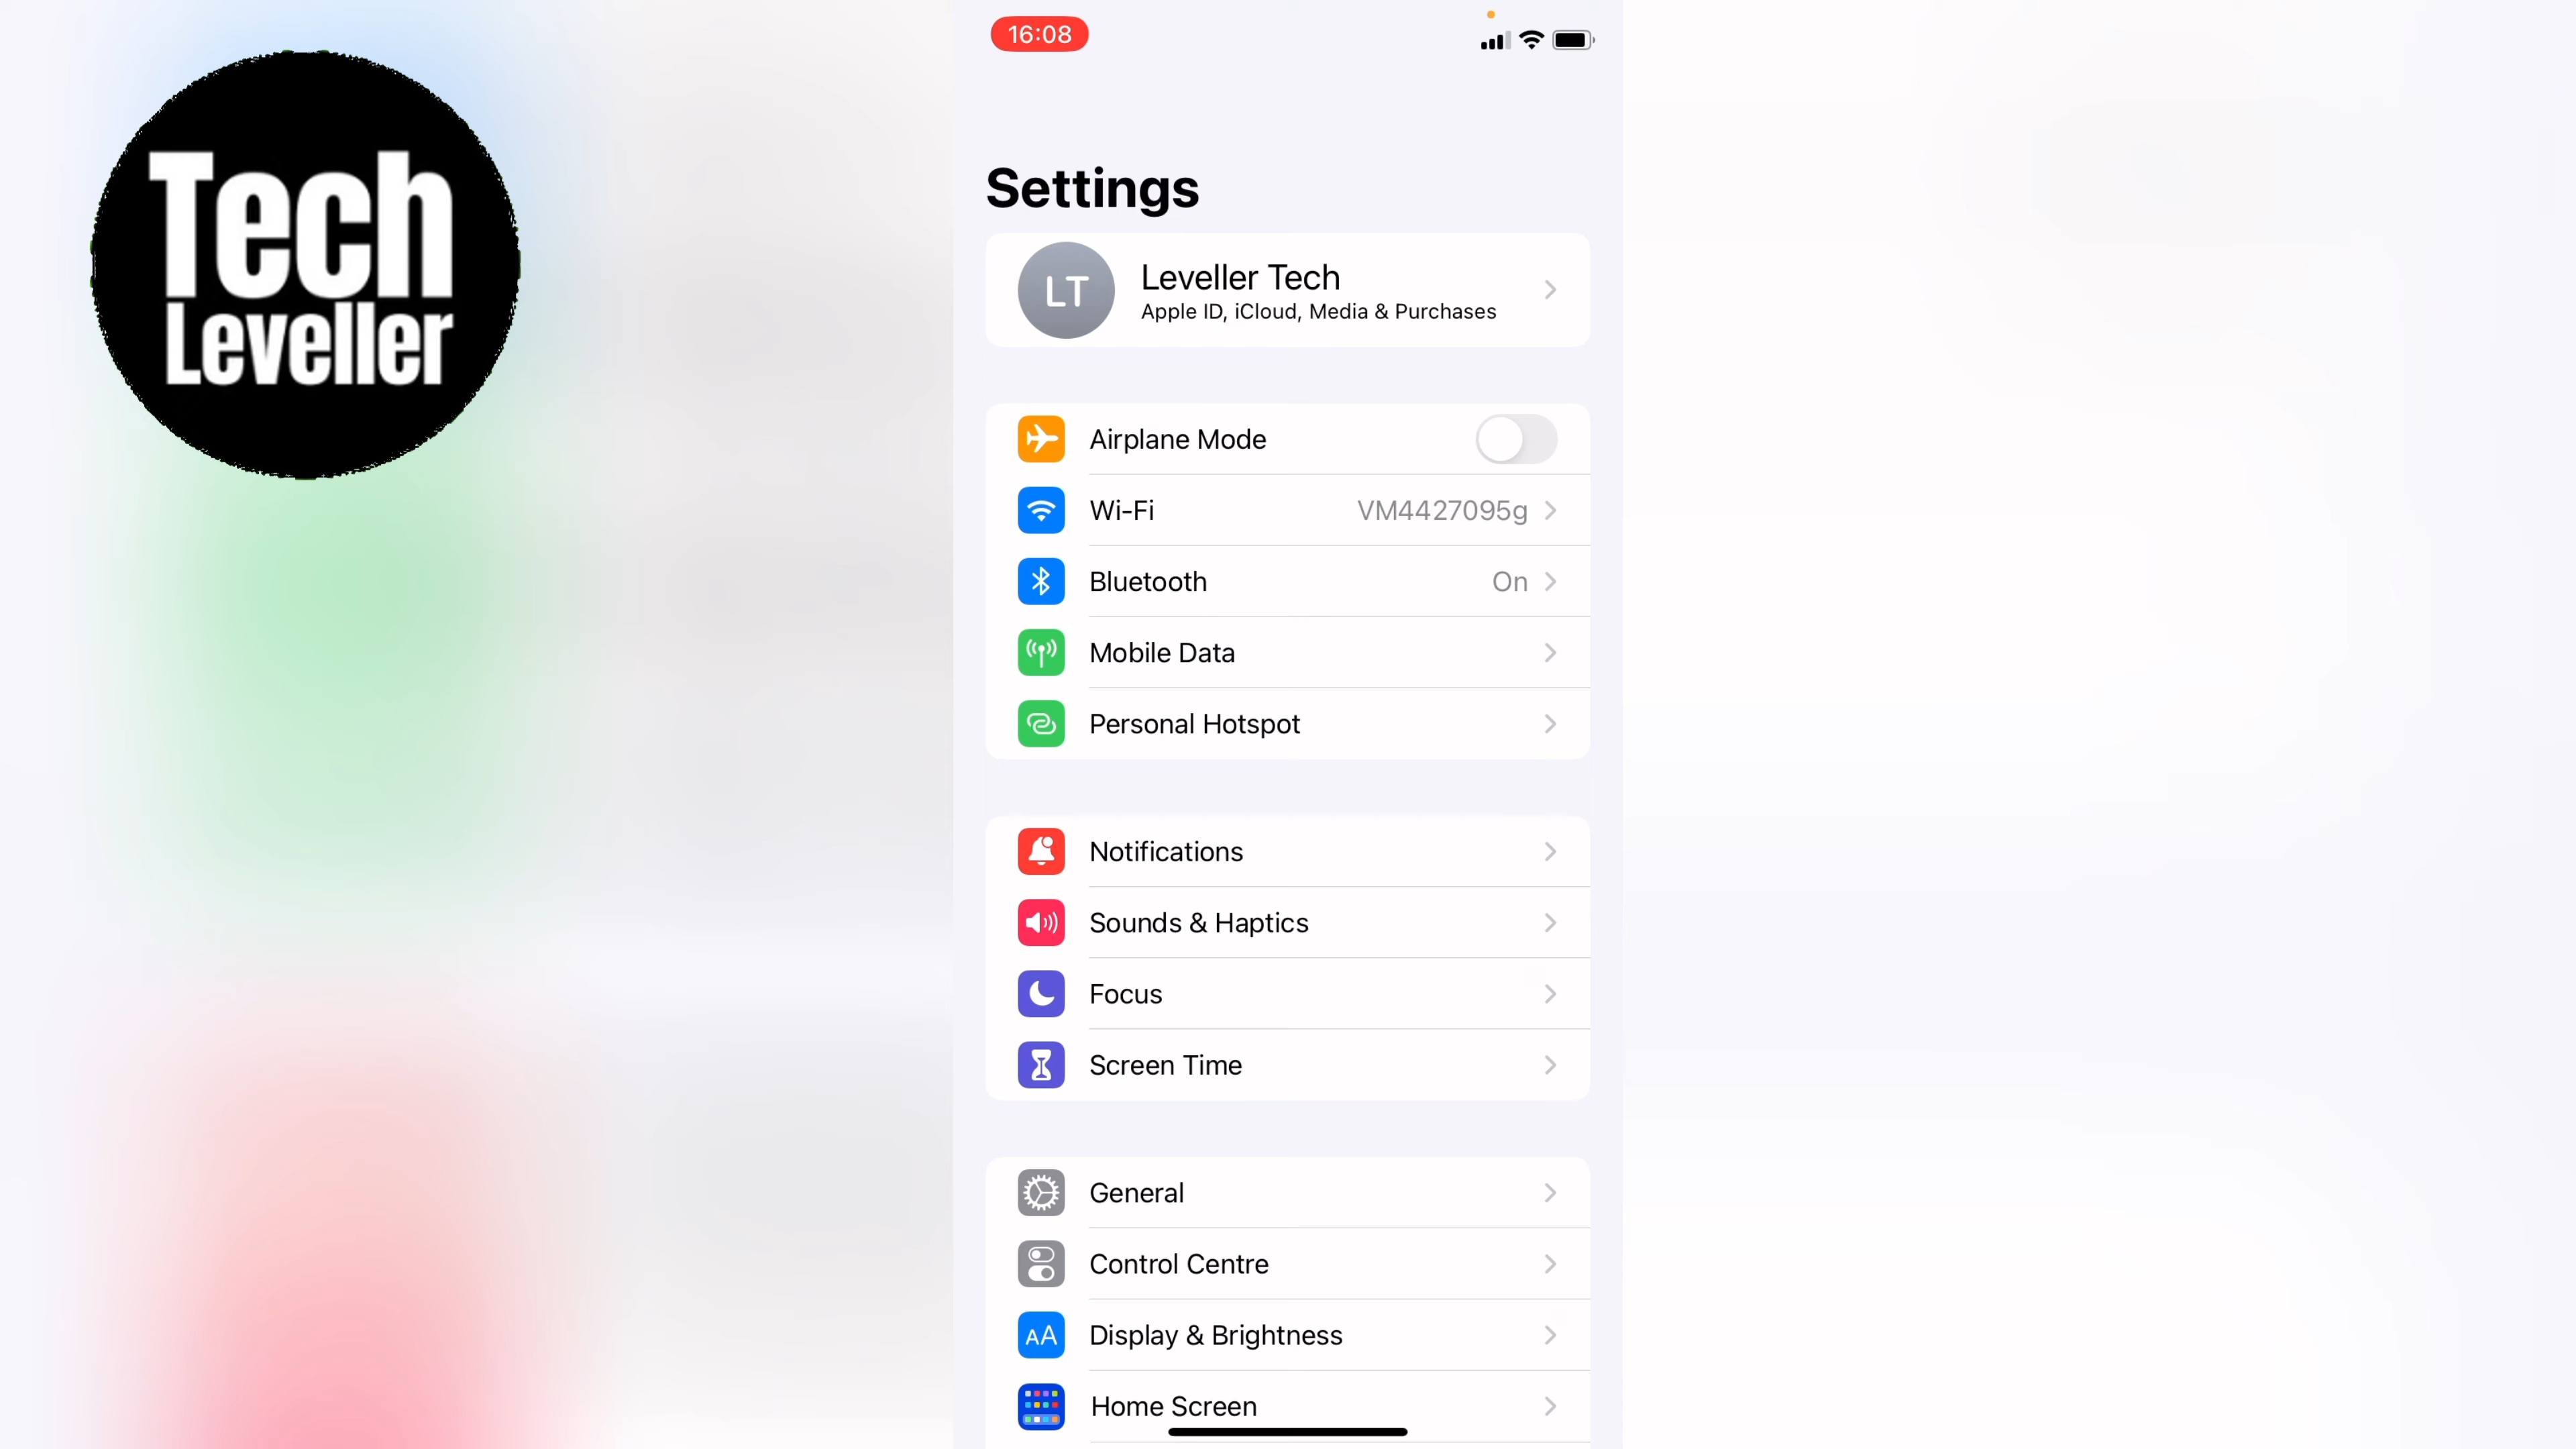 Tech
Leveller
16:08
Settings
LT
Leveller Tech
Apple ID, iCloud, Media & Purchases
Airplane Mode
Wi-Fi VM4427095g
Bluetooth On
Mobile Data
Personal Hotspot
Notifications
Sounds & Haptics
Focus
Screen Time
General
Control Centre
AA Display & Brightness
Home Screen